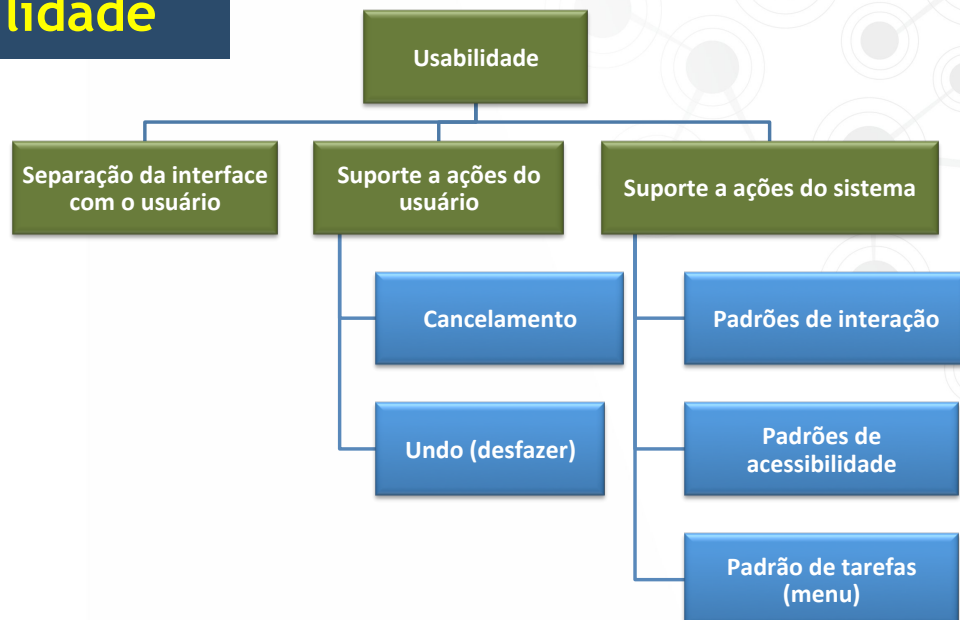 lidade
Usabilidade
Separação da interface
com o usuário
Suporte a ações do
usuário
Suporte a ações do sistema
Cancelamento
Padrões de interação
Undo (desfazer)
Padrões de
acessibilidade
Padrão de tarefas
(menu)